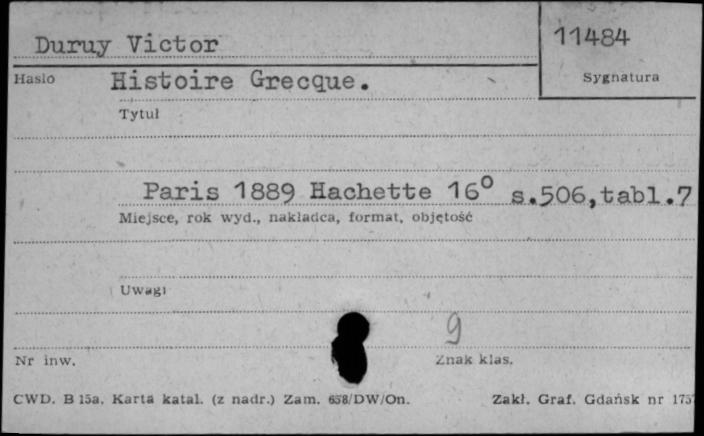 Duruy Victor
11484
Hasło
Histoire Grecque.
Sygnatura
Tytuł
Paris 1889 Hachette 16° s.506,tabl.7
Miejsce, rok wyd., nakładca, format, objętość
Uwagi
9
Nr inw.
Znak klas.
CWD. B 15a. Karta katal. (z nadr.) Zam. 658/DW/On.
Zakł. Graf. Gdańsk nr